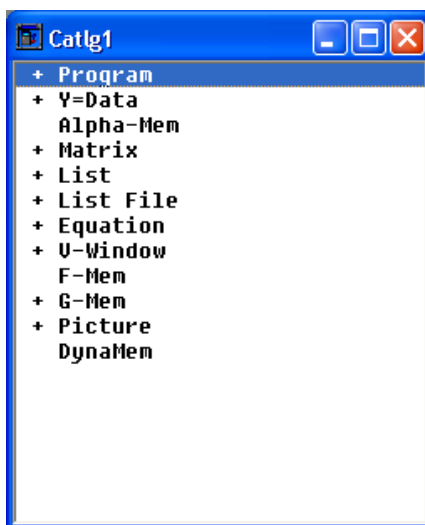 Catlg1
+ Program
+ Y=Data
Alpha-Mem
+ Matrix
+ List
+ List File
+ Equation
+ V-Window
F-Mem
+ G-Mem
+ Picture
DynaMem